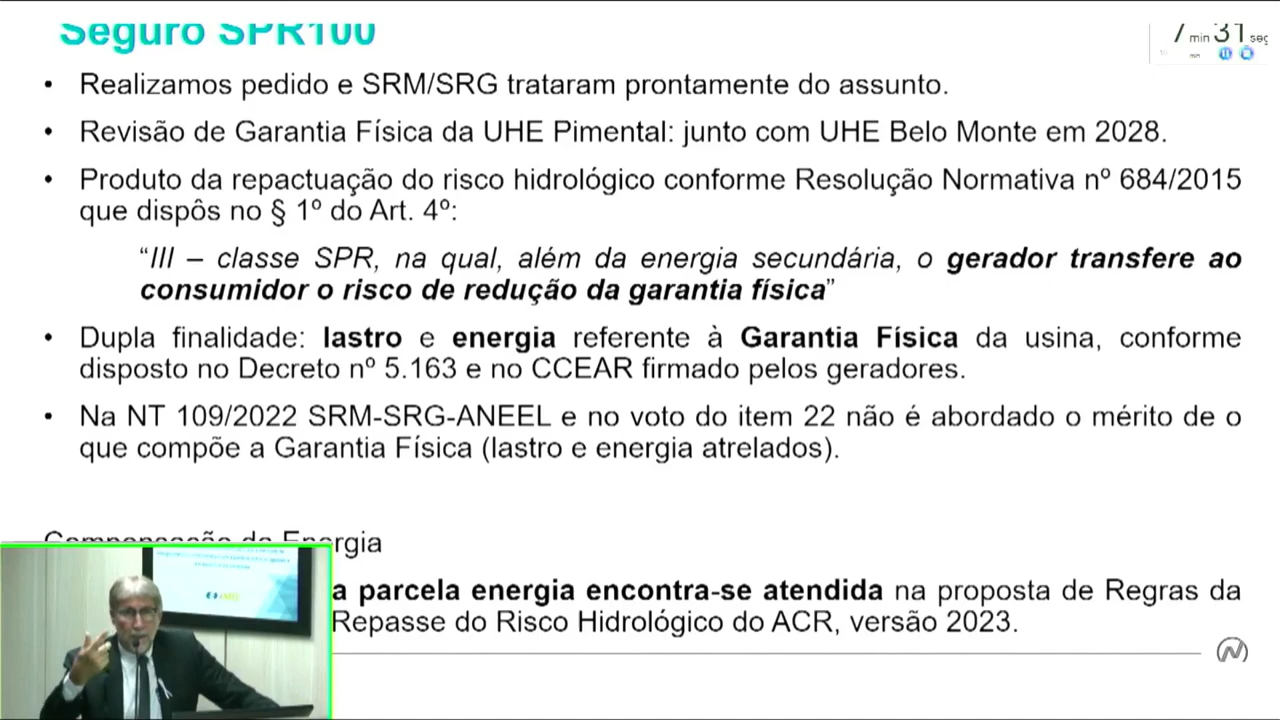 Seguro SPR100
7 min 31 seg
• Realizamos pedido e SRM/SRG trataram prontamente do assunto.
• Revisão de Garantia Física da UHE Pimental: junto com UHE Belo Monte em 2028.
• Produto da repactuação do risco hidrológico conforme Resolução Normativa nº 684/2015
que dispôs no § 1º do Art. 4º:
“III – classe SPR, na qual, além da energia secundária, o gerador transfere ao
consumidor o risco de redução da garantia física”
• Dupla finalidade: lastro e energia referente à Garantia Física da usina, conforme
disposto no Decreto nº 5.163 e no CCEAR firmado pelos geradores.
• Na NT 109/2022 SRM-SRG-ANEEL e no voto do item 22 não é abordado o mérito de o
que compõe a Garantia Física (lastro e energia atrelados).
Compensação de Energia
a parcela energia encontra-se atendida na proposta de Regras da
Repasse do Risco Hidrológico do ACR, versão 2023.